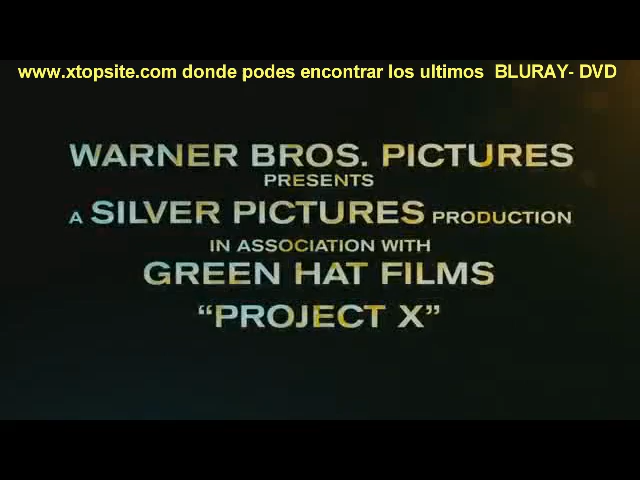 www.xtopsite.com donde podes encontrar los ultimos  BLURAY- DVD
WARNER BROS. PICTURES
PRESENTS
A SILVER PICTURES PRODUCTION
IN ASSOCIATION WITH
GREEN HAT FILMS
“PROJECT X”